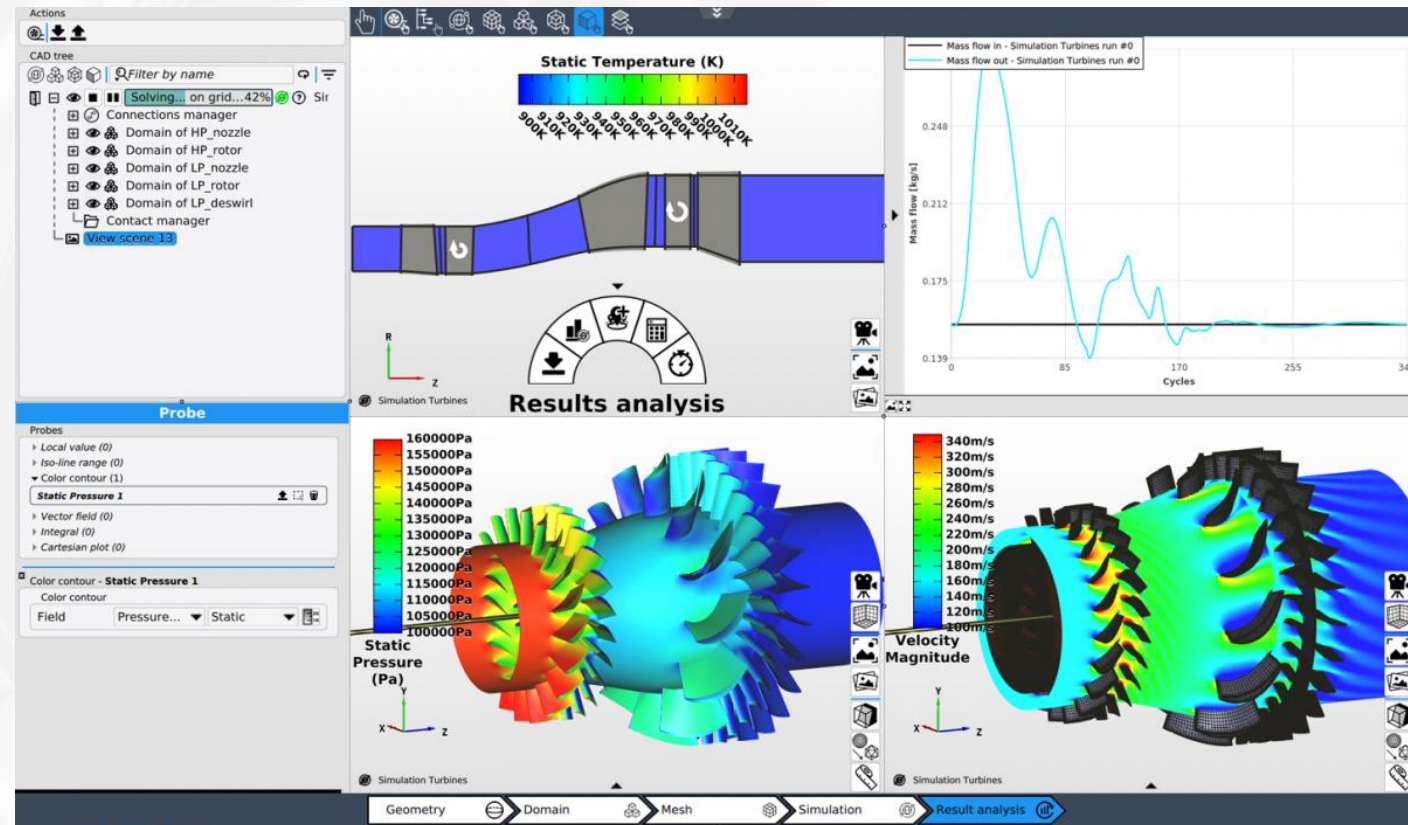 Actions
CAD tree
Filter by name
Solving... on grid...42% Sir
Connections manager
Domain of HP_nozzle
Domain of HP_rotor
Domain of LP_nozzle
Domain of LP_rotor
Domain of LP_deswirl
Contact manager
View scene 13
Probe
Probes
Local value (0)
Iso-line range (0)
Color contour (1)
Static Pressure 1
Vector field (0)
Integral (0)
Cartesian plot (0)
Color contour - Static Pressure 1
Color contour
Field Pressure... Static
Static Temperature (K)
900K 910K 920K 930K 940K 950K 960K 970K 980K 990K 1000K 1010K
R
Z
Simulation Turbines
Results analysis
Mass flow in - Simulation Turbines run #0
Mass flow out - Simulation Turbines run #0
Mass flow [kg/s]
0.248
0.212
0.175
0.139
0 85 170 255 34
Cycles
160000Pa
155000Pa
150000Pa
145000Pa
140000Pa
135000Pa
130000Pa
125000Pa
120000Pa
115000Pa
110000Pa
105000Pa
100000Pa
Static
Pressure
(Pa)
Y
X Z
Simulation Turbines
340m/s
320m/s
300m/s
280m/s
260m/s
240m/s
220m/s
200m/s
180m/s
160m/s
140m/s
120m/s
100m/s
Velocity
Magnitude
Y
X Z
Simulation Turbines
Geometry Domain Mesh Simulation Result analysis